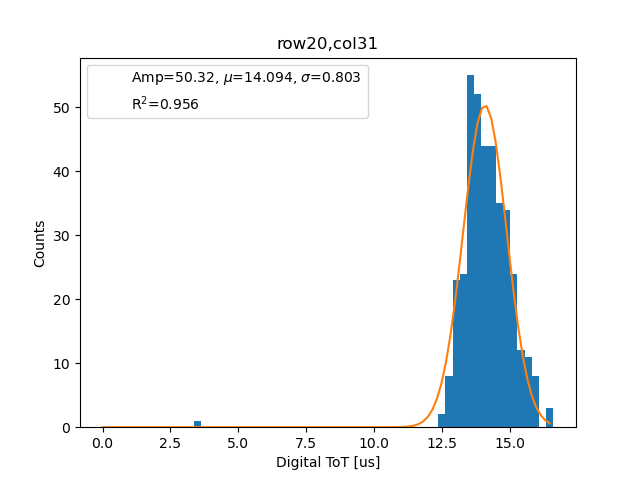 row20,col31
Amp=50.32, μ=14.094, σ=0.803
R²=0.956
50
40
30
20
10
0
Counts
0.0 2.5 5.0 7.5 10.0 12.5 15.0
Digital ToT [us]